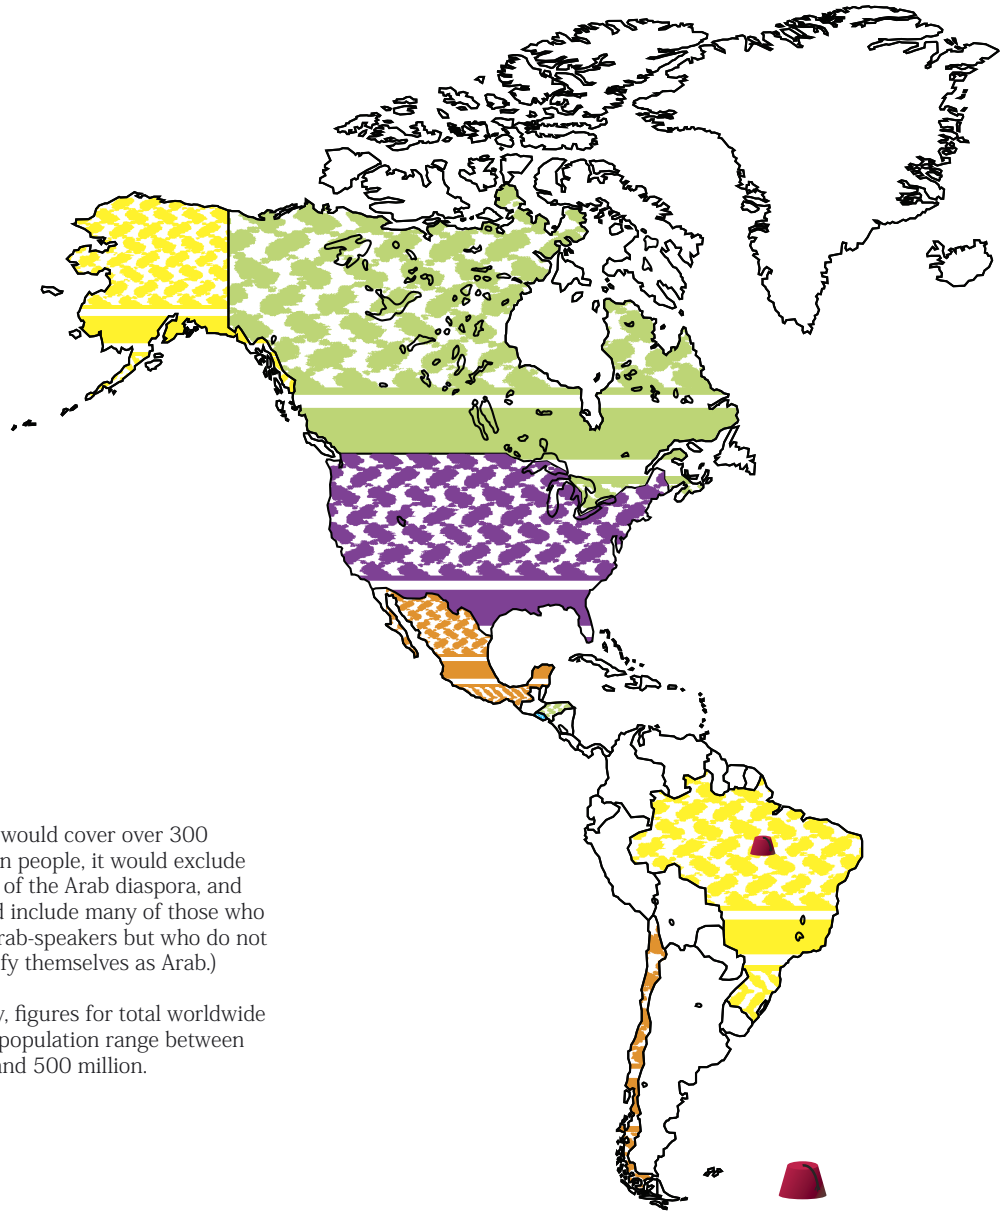 would cover over 300
n people, it would exclude
of the Arab diaspora, and
d include many of those who
rab-speakers but who do not
fy themselves as Arab.)
y, figures for total worldwide
population range between
nd 500 million.